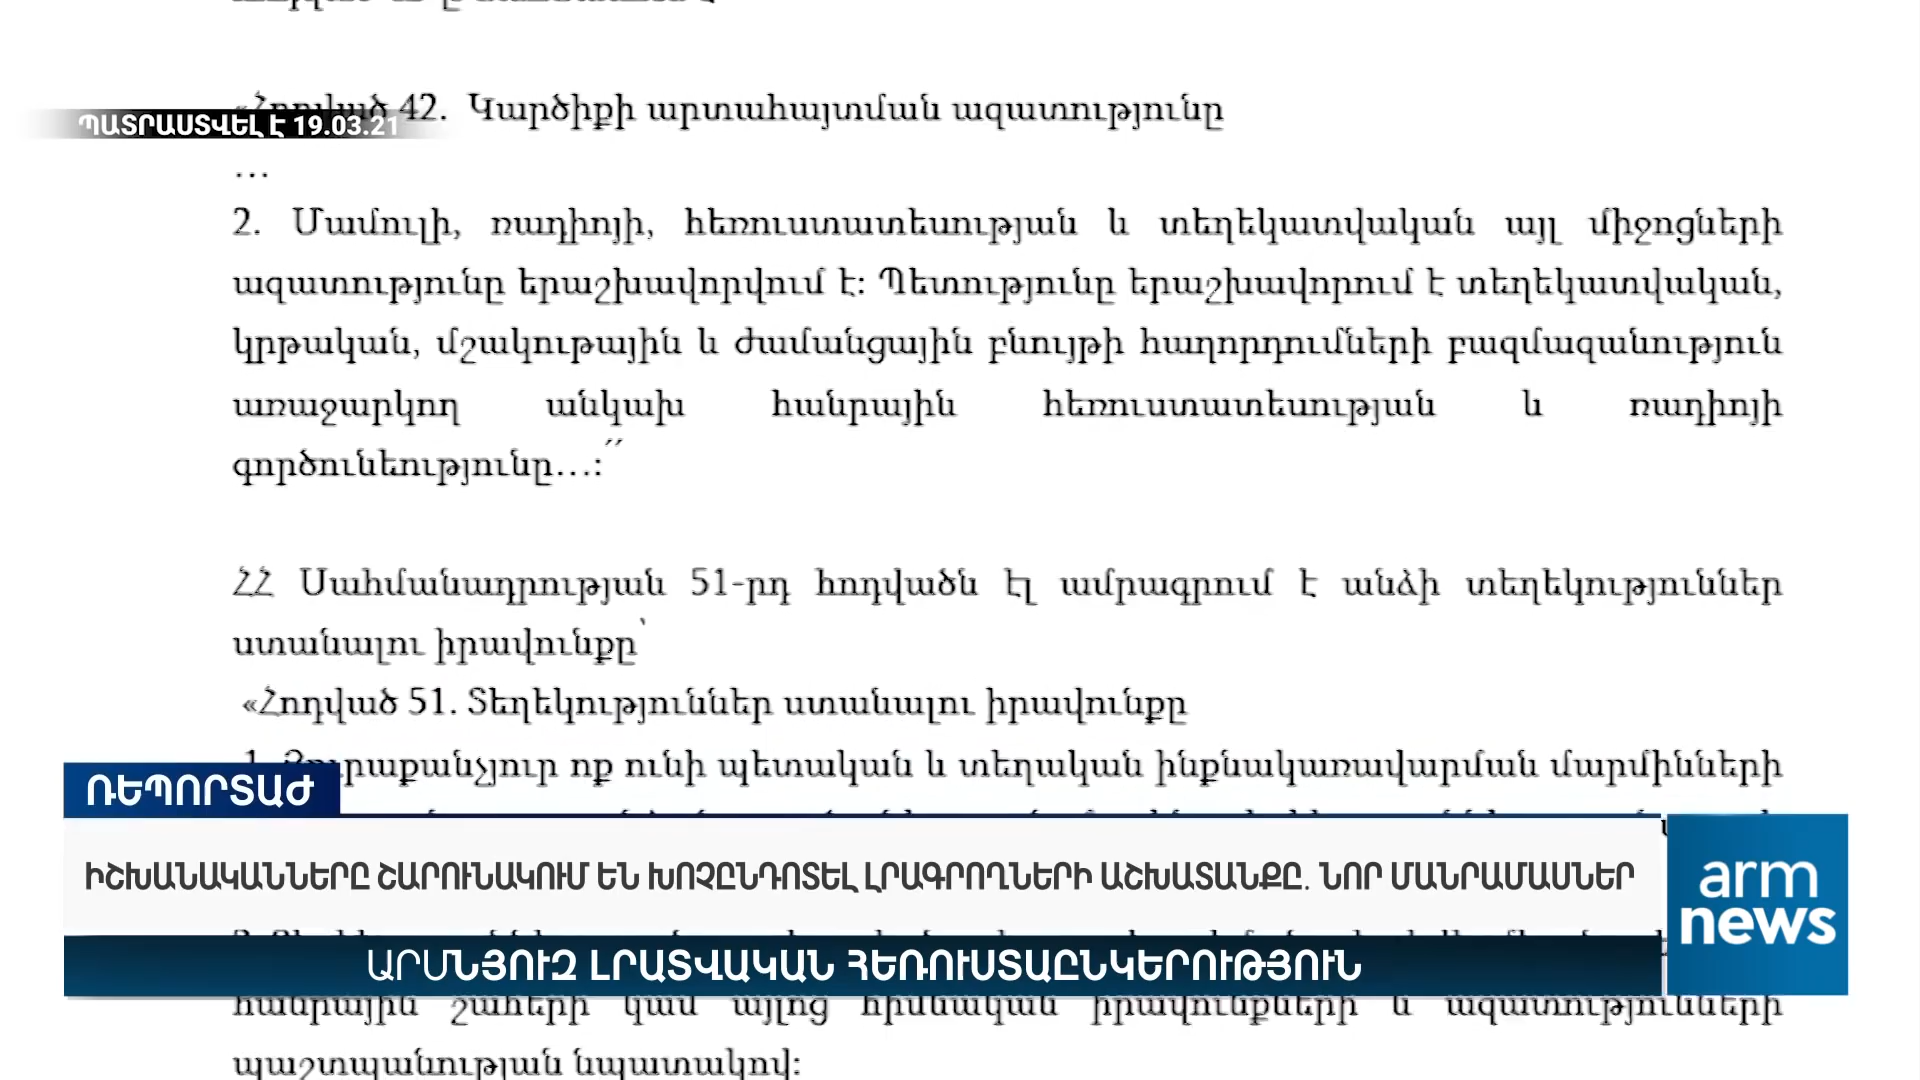 «Հոդված 42. Կարծիքի արտահայտման ազատությունը
ՊԱՏՐԱՍՏՎԵԼ Է 19.03.21
…
2. Մամուլի, ռադիոյի, հեռուստատեսության և տեղեկատվական այլ միջոցների
ազատությունը երաշխավորվում է: Պետությունը երաշխավորում է տեղեկատվական,
կրթական, մշակութային և ժամանցային բնույթի հաղորդումների բազմազանություն
առաջարկող անկախ հանրային հեռուստատեսության և ռադիոյի
գործունեությունը…:՛՛
ՀՀ Սահմանադրության 51-րդ հոդվածն էլ ամրագրում է անձի տեղեկություններ
ստանալու իրավունքը՝
«Հոդված 51. Տեղեկություններ ստանալու իրավունքը
1. Յուրաքանչյուր ոք ունի պետական և տեղական ինքնակառավարման մարմինների
ՌԵՊՈՐՏԱԺ
ԻՇԽԱՆԱԿԱՆՆԵՐԸ ՇԱՐՈՒՆԱԿՈՒՄ ԵՆ ԽՈՉԸՆԴՈՏԵԼ ԼՐԱԳՐՈՂՆԵՐԻ ԱՇԽԱՏԱՆՔԸ. ՆՈՐ ՄԱՆՐԱՄԱՍՆԵՐ
arm
news
ԱՐՄՆՅՈՒԶ ԼՐԱՏՎԱԿԱՆ ՀԵՌՈՒՍՏԱԸՆԿԵՐՈՒԹՅՈՒՆ
հանրային շահերի կամ այլոց հիմնական իրավունքների և ազատությունների
պաշտպանության նպատակով: